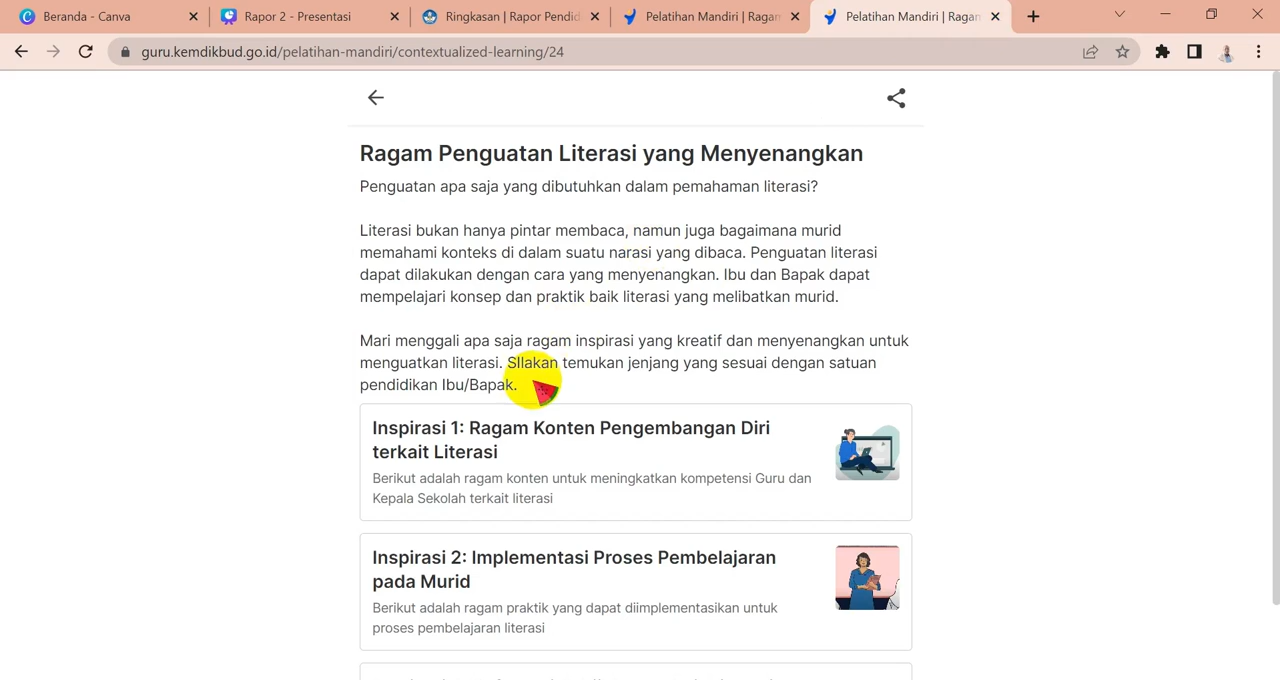 Beranda - Canva
Rapor 2 - Presentasi
Ringkasan | Rapor Pendid
Pelatihan Mandiri | Ragan
Pelatihan Mandiri | Ragan
guru.kemdikbud.go.id/pelatihan-mandiri/contextualized-learning/24
Ragam Penguatan Literasi yang Menyenangkan
Penguatan apa saja yang dibutuhkan dalam pemahaman literasi?
Literasi bukan hanya pintar membaca, namun juga bagaimana murid
memahami konteks di dalam suatu narasi yang dibaca. Penguatan literasi
dapat dilakukan dengan cara yang menyenangkan. Ibu dan Bapak dapat
mempelajari konsep dan praktik baik literasi yang melibatkan murid.
Mari menggali apa saja ragam inspirasi yang kreatif dan menyenangkan untuk
menguatkan literasi. SIlakan temukan jenjang yang sesuai dengan satuan
pendidikan Ibu/Bapak.
Inspirasi 1: Ragam Konten Pengembangan Diri
terkait Literasi
Berikut adalah ragam konten untuk meningkatkan kompetensi Guru dan
Kepala Sekolah terkait literasi
Inspirasi 2: Implementasi Proses Pembelajaran
pada Murid
Berikut adalah ragam praktik yang dapat diimplementasikan untuk
proses pembelajaran literasi